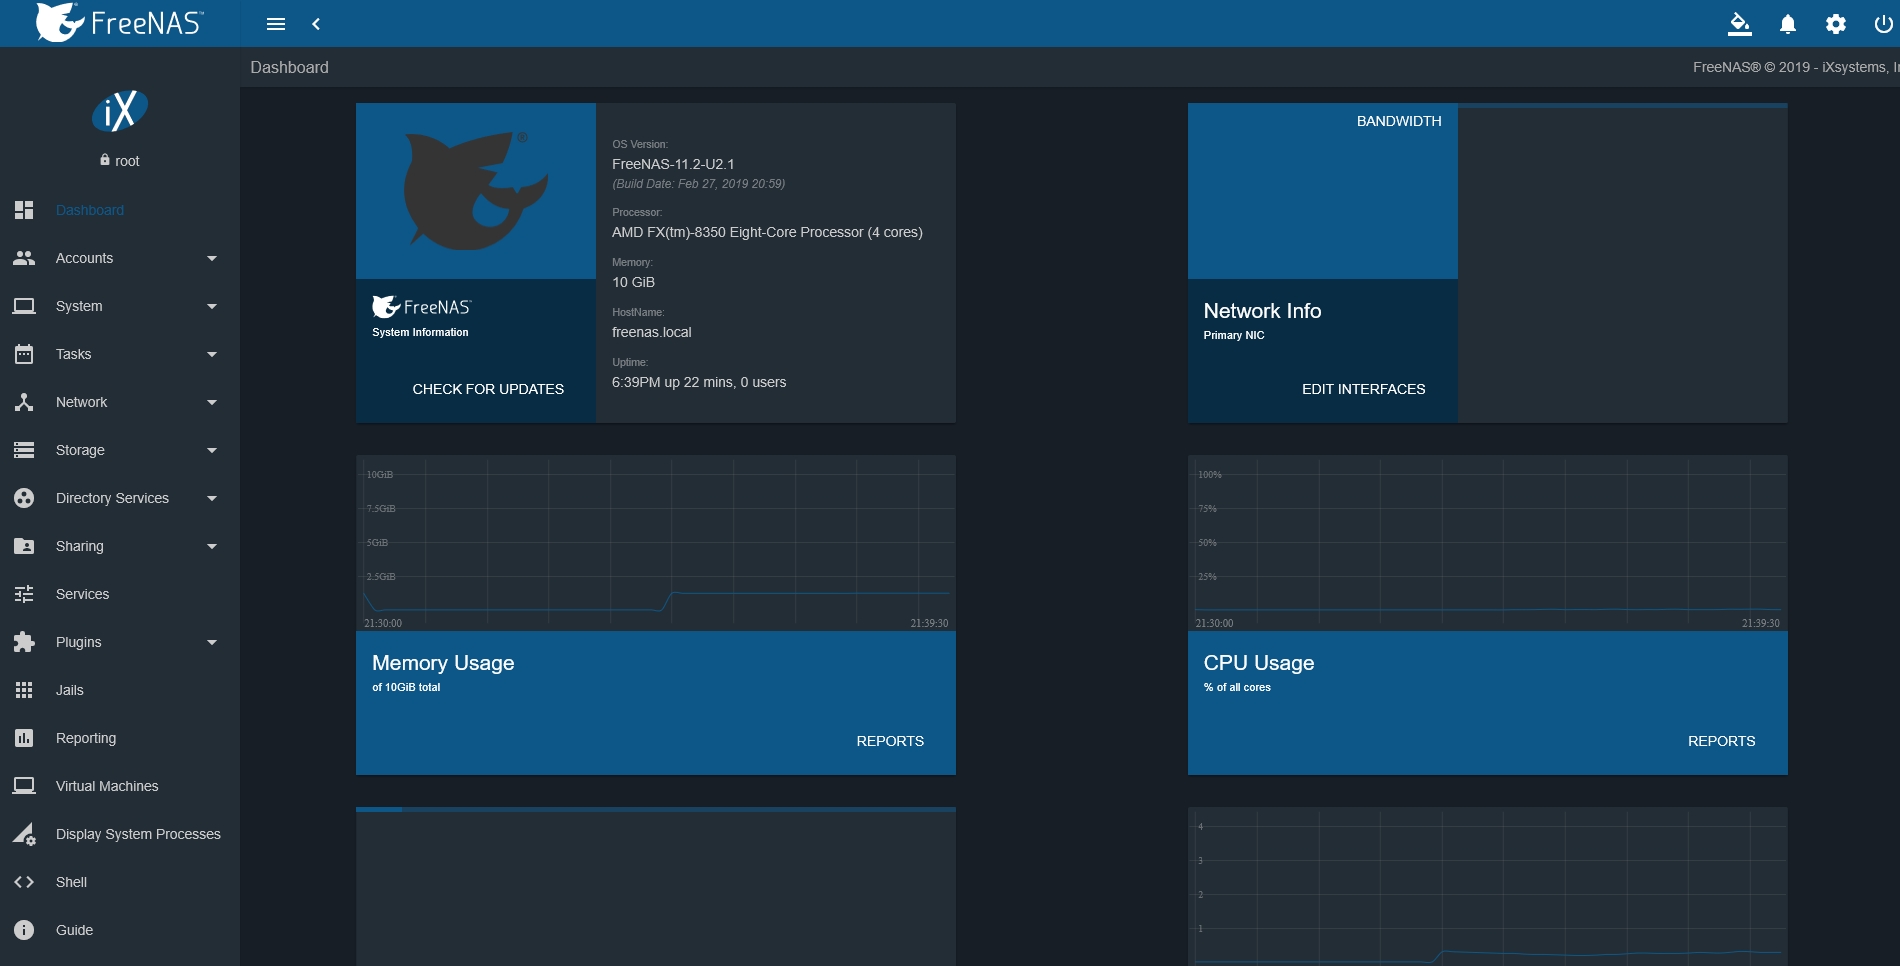 FreeNAS™
Dashboard
FreeNAS® © 2019 - iXsystems, In
iX
root
Dashboard
Accounts
System
Tasks
Network
Storage
Directory Services
Sharing
Services
Plugins
Jails
Reporting
Virtual Machines
Display System Processes
Shell
Guide
®
FreeNAS™
System Information
CHECK FOR UPDATES
OS Version:
FreeNAS-11.2-U2.1
(Build Date: Feb 27, 2019 20:59)
Processor:
AMD FX(tm)-8350 Eight-Core Processor (4 cores)
Memory:
10 GiB
HostName:
freenas.local
Uptime:
6:39PM up 22 mins, 0 users
BANDWIDTH
Network Info
Primary NIC
EDIT INTERFACES
10GiB
7.5GiB
5GiB
2.5GiB
21:30:00
21:39:30
Memory Usage
of 10GiB total
REPORTS
100%
75%
50%
25%
21:30:00
21:39:30
CPU Usage
% of all cores
REPORTS
4
3
2
1